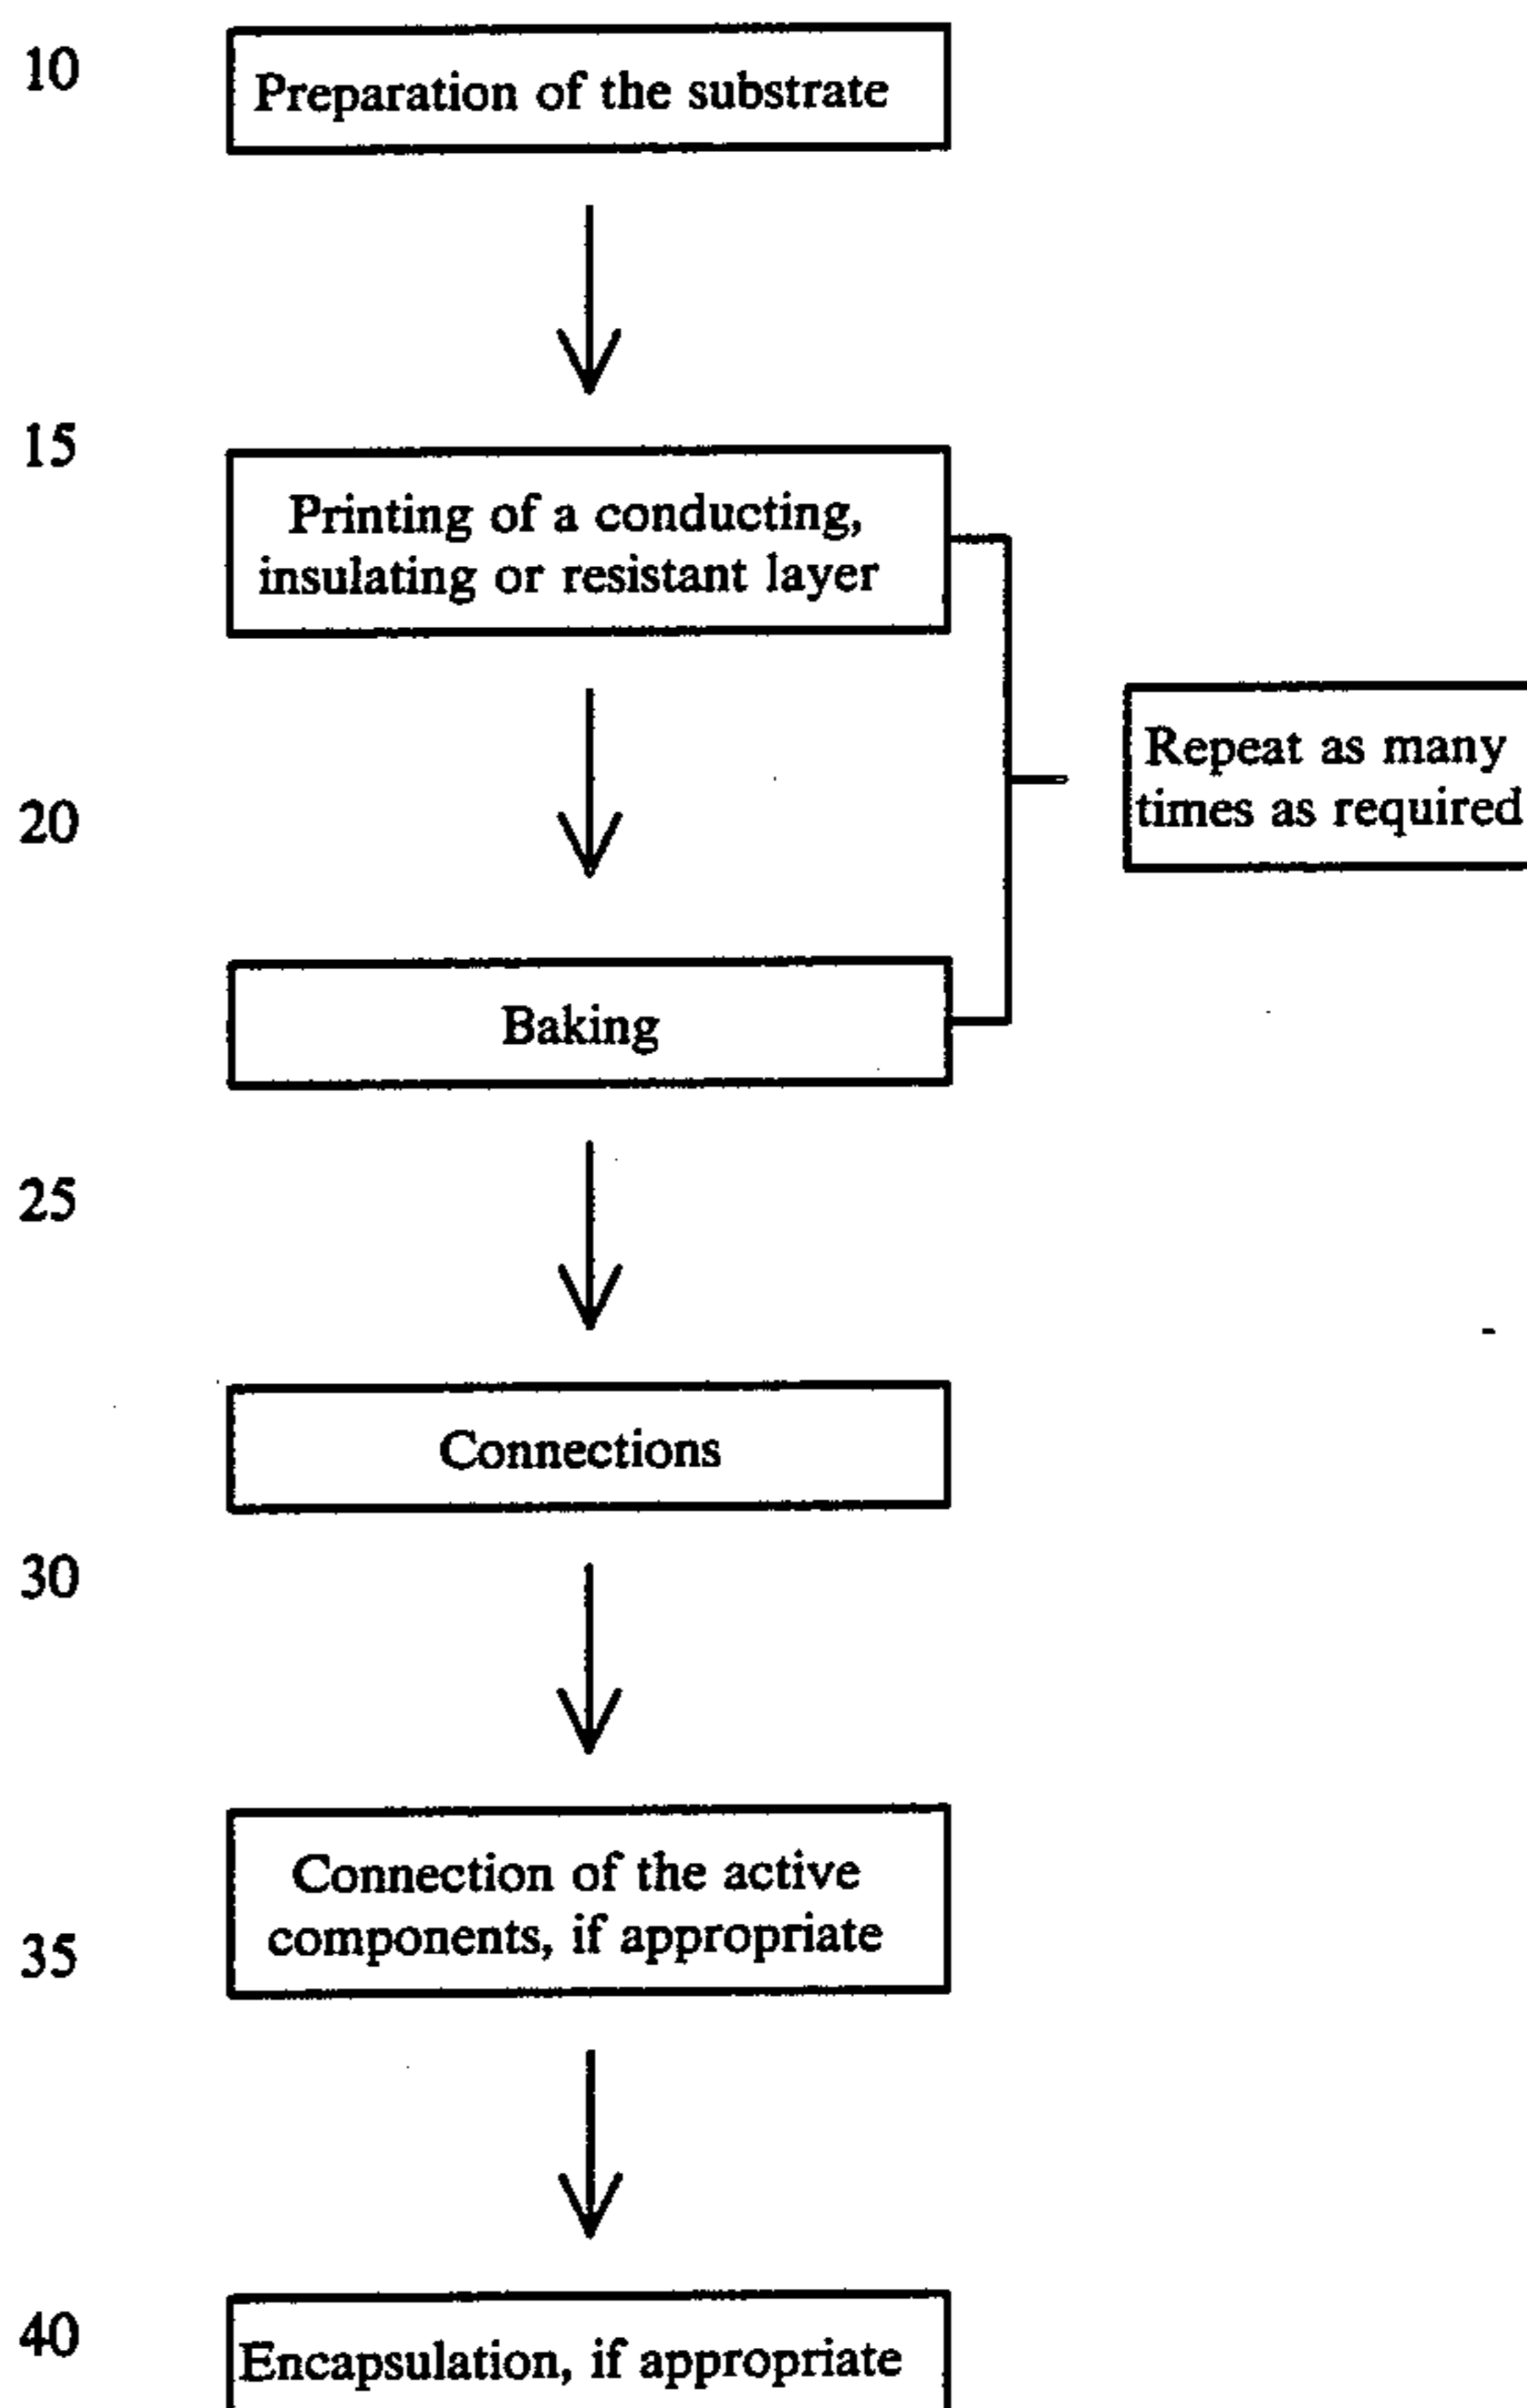 10
Preparation of the substrate
15
Printing of a conducting,
insulating or resistant layer
Repeat as many
times as required
20
Baking
25
Connections
30
Connection of the active
components, if appropriate
35
40
Encapsulation, if appropriate